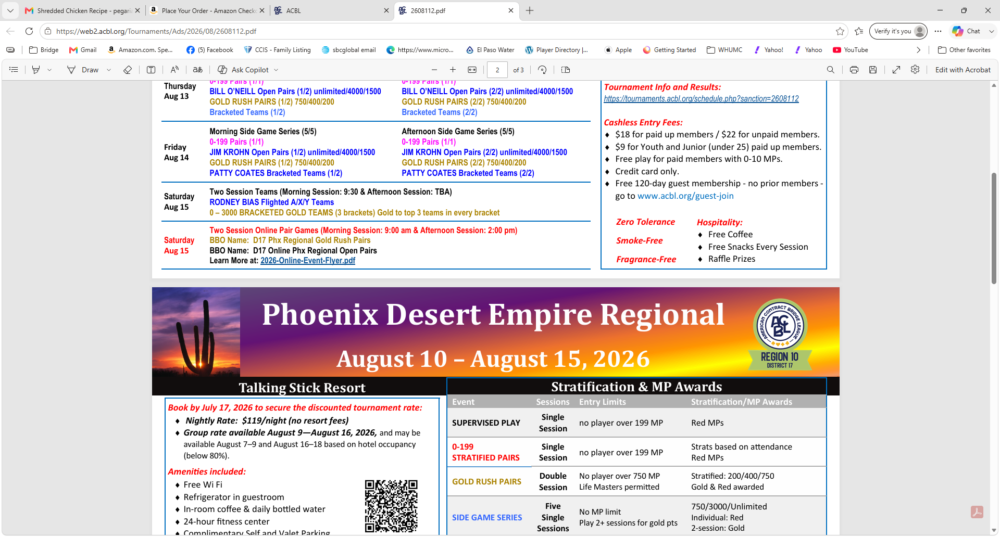 Shredded Chicken Recipe - pegaria
Place Your Order - Amazon Checko
ACBL
2608112.pdf
https://web2.acbl.org/Tournaments/Ads/2026/08/2608112.pdf
Verify it's you
Chat
Bridge
Gmail
Amazon.com. Spe...
(5) Facebook
CCIS - Family Listing
sbcglobal email
https://www.micro...
El Paso Water
Player Directory |...
Apple
Getting Started
WHUMC
Yahoo!
Yahoo
YouTube
Other favorites
Draw
Ask Copilot
2 of 3
Edit with Acrobat
Thursday
Aug 13
0-199 Pairs (1/1)
BILL O'NEILL Open Pairs (1/2) unlimited/4000/1500
GOLD RUSH PAIRS (1/2) 750/400/200
Bracketed Teams (1/2)
0-199 Pairs (1/1)
BILL O'NEILL Open Pairs (2/2) unlimited/4000/1500
GOLD RUSH PAIRS (2/2) 750/400/200
Bracketed Teams (2/2)
Friday
Aug 14
Morning Side Game Series (5/5)
0-199 Pairs (1/1)
JIM KROHN Open Pairs (1/2) unlimited/4000/1500
GOLD RUSH PAIRS (1/2) 750/400/200
PATTY COATES Bracketed Teams (1/2)
Afternoon Side Game Series (5/5)
0-199 Pairs (1/1)
JIM KROHN Open Pairs (2/2) unlimited/4000/1500
GOLD RUSH PAIRS (2/2) 750/400/200
PATTY COATES Bracketed Teams (2/2)
Saturday
Aug 15
Two Session Teams (Morning Session: 9:30 & Afternoon Session: TBA)
RODNEY BIAS Flighted A/X/Y Teams
0 – 3000 BRACKETED GOLD TEAMS (3 brackets) Gold to top 3 teams in every bracket
Saturday
Aug 15
Two Session Online Pair Games (Morning Session: 9:00 am & Afternoon Session: 2:00 pm)
BBO Name: D17 Phx Regional Gold Rush Pairs
BBO Name: D17 Online Phx Regional Open Pairs
Learn More at: 2026-Online-Event-Flyer.pdf
Tournament Info and Results:
https://tournaments.acbl.org/schedule.php?sanction=2608112
Cashless Entry Fees:
♦ $18 for paid up members / $22 for unpaid members.
♦ $9 for Youth and Junior (under 25) paid up members.
♦ Free play for paid members with 0-10 MPs.
♦ Credit card only.
♦ Free 120-day guest membership - no prior members -
go to www.acbl.org/guest-join
Zero Tolerance
Smoke-Free
Fragrance-Free
Hospitality:
♦ Free Coffee
♦ Free Snacks Every Session
♦ Raffle Prizes
Phoenix Desert Empire Regional
August 10 – August 15, 2026
AMERICAN CONTRACT BRIDGE LEAGUE
ACBL
REGION 10
DISTRICT 17
Talking Stick Resort
Book by July 17, 2026 to secure the discounted tournament rate:
♦ Nightly Rate: $119/night (no resort fees)
♦ Group rate available August 9—August 16, 2026, and may be
available August 7–9 and August 16–18 based on hotel occupancy
(below 80%).
Amenities included:
♦ Free Wi Fi
♦ Refrigerator in guestroom
♦ In-room coffee & daily bottled water
♦ 24-hour fitness center
♦ Complimentary Self and Valet Parking
Stratification & MP Awards
Event Sessions Entry Limits Stratification/MP Awards
SUPERVISED PLAY
Single
Session
no player over 199 MP
Red MPs
0-199
STRATIFIED PAIRS
Single
Session
no player over 199 MP
Strats based on attendance
Red MPs
GOLD RUSH PAIRS
Double
Session
No player over 750 MP
Life Masters permitted
Stratified: 200/400/750
Gold & Red awarded
SIDE GAME SERIES
Five
Single
Sessions
No MP limit
Play 2+ sessions for gold pts
750/3000/Unlimited
Individual: Red
2-session: Gold